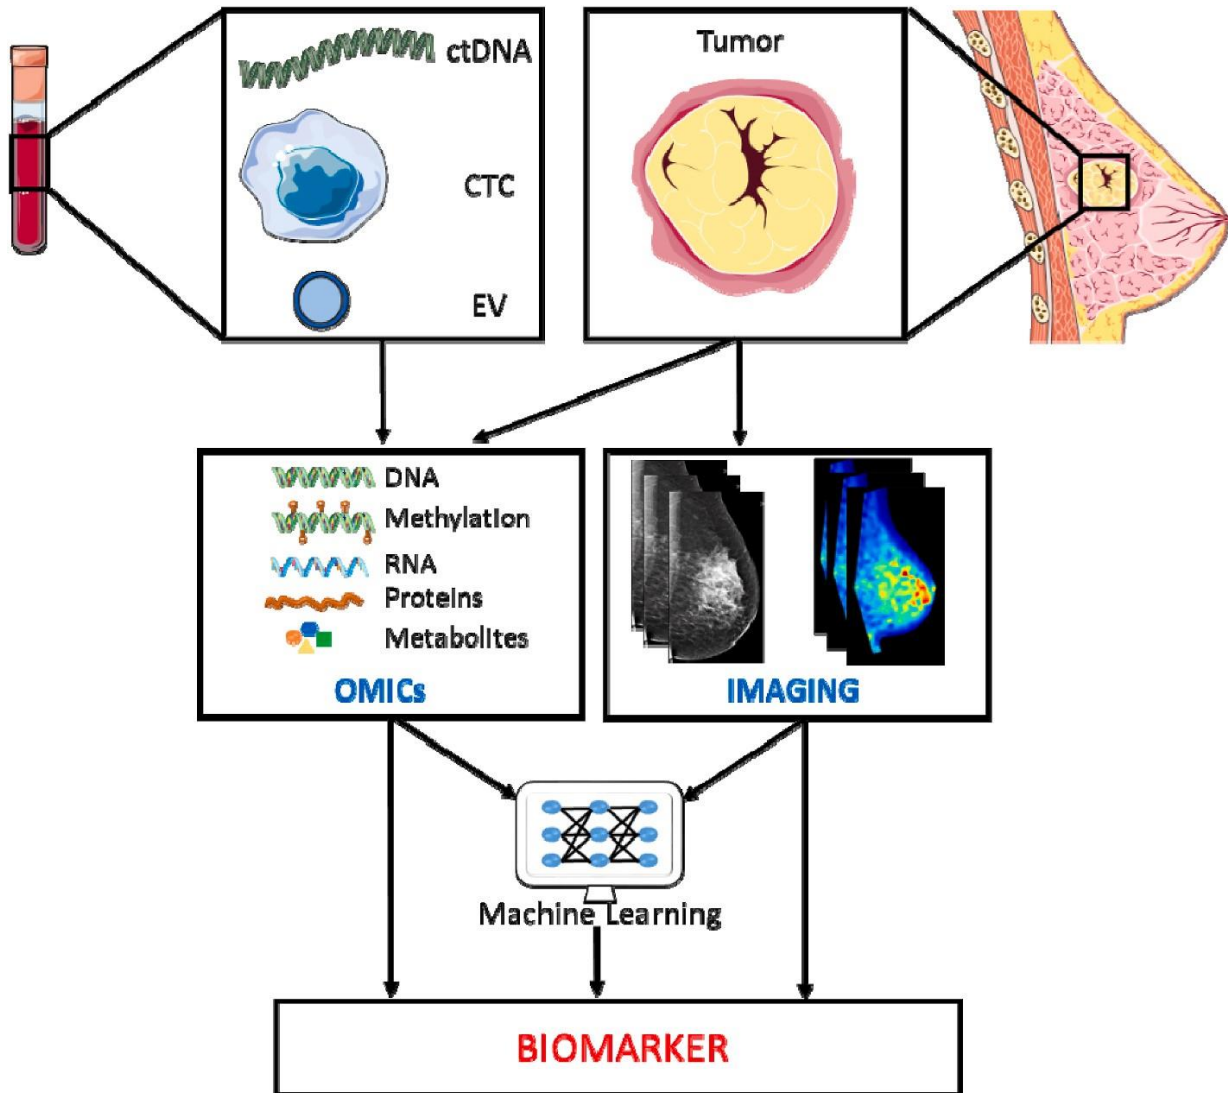 ctDNA
CTC
EV
Tumor
DNA
Methylation
RNA
Proteins
Metabolites
OMICs
IMAGING
Machine Learning
BIOMARKER